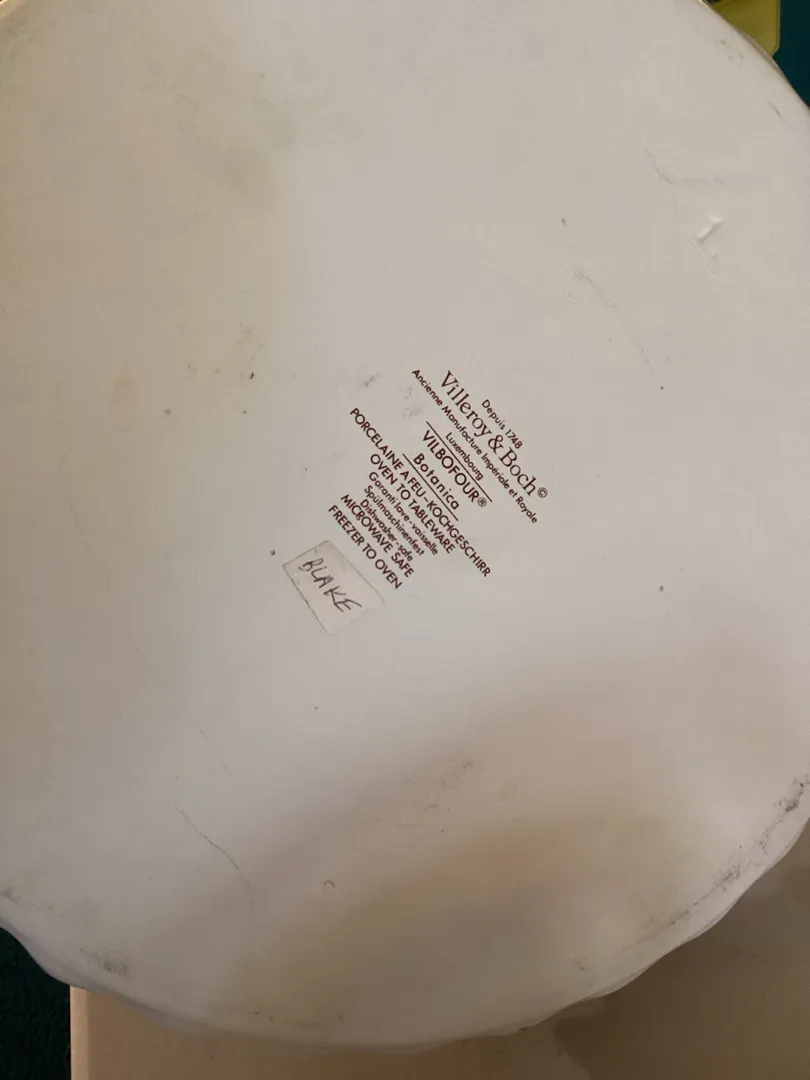 Depuis 1748
Villeroy & Boch©
Ancienne Manufacture Impériale et Royale
Luxembourg
VILBOFOUR®
Botanica
PORCELAINE A FEU - KOCHGESCHIRR
OVEN TO TABLEWARE
Garanti lave-vaisselle
Spülmaschinenfest
Dishwasher-safe
MICROWAVE SAFE
FREEZER TO OVEN
BLAKE